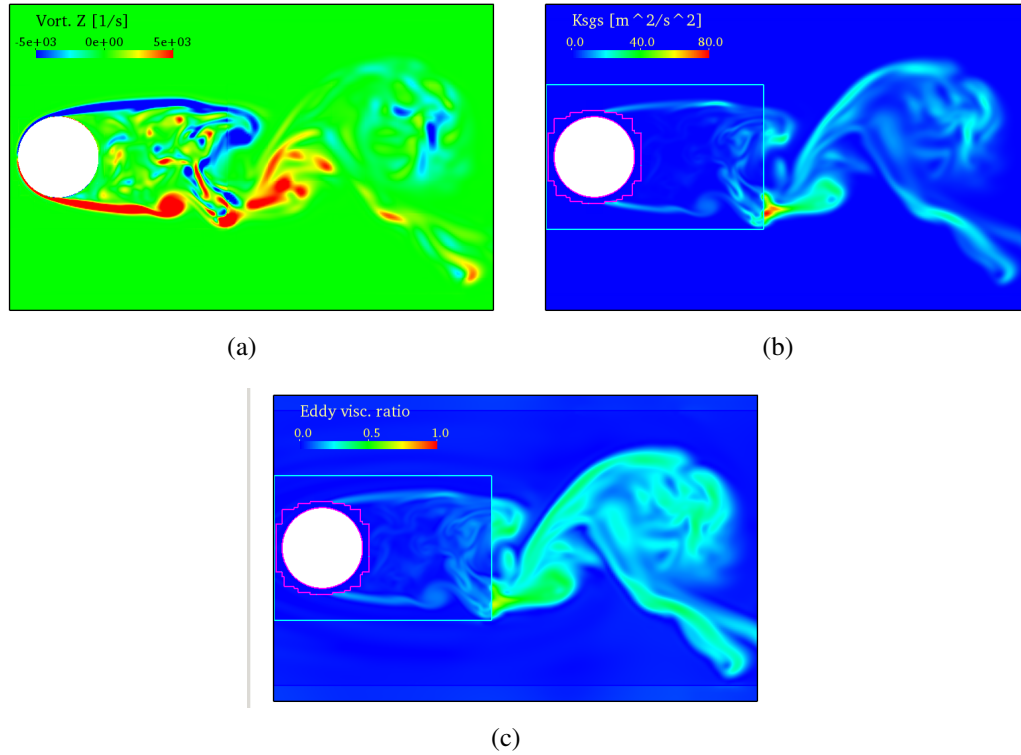 Vort. Z [1/s]
-5e+03 0e+00 5e+03
(a)
Ksgs [m^2/s^2]
0.0 40.0 80.0
(b)
Eddy visc. ratio
0.0 0.5 1.0
(c)